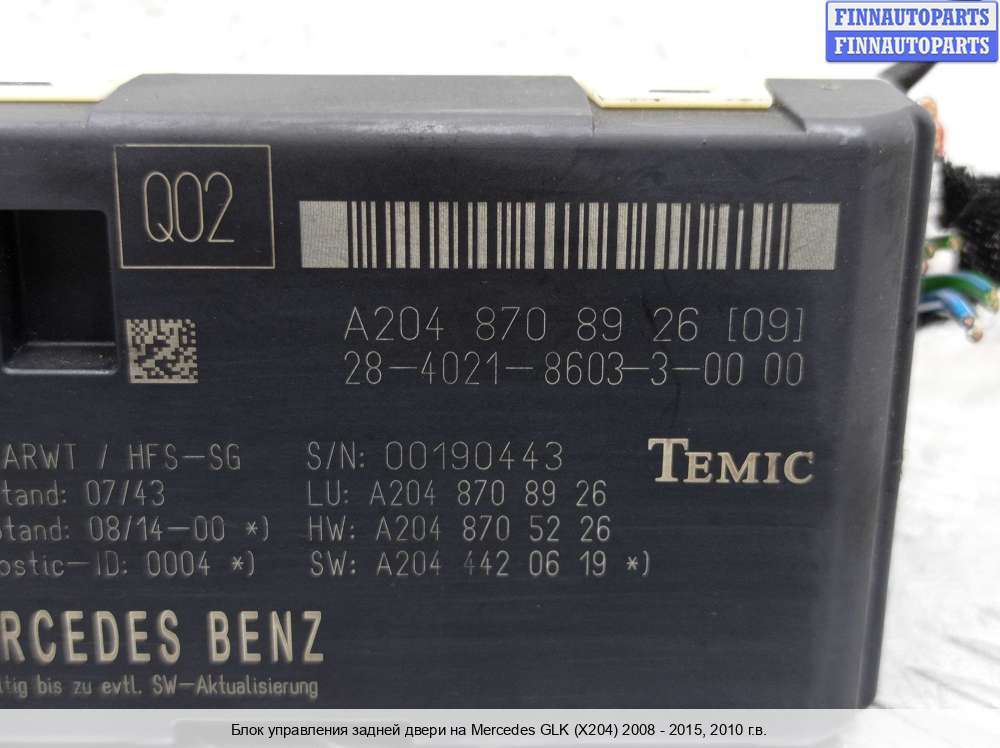 FINNAUTOPARTS
FINNAUTOPARTS
Q02
A204 870 89 26 [09]
28-4021-8603-3-00 00
ARWT / HFS-SG
S/N: 00190443
TEMIC
tand: 07/43
LU: A204 870 89 26
Stand: 08/14-00 *)
HW: A204 870 52 26
ostic-ID: 0004 *)
SW: A204 442 06 19 *)
RCEDES BENZ
ltig bis zu evtl. SW-Aktualisierung
Блок управления задней двери на Mercedes GLK (X204) 2008 - 2015, 2010 г.в.